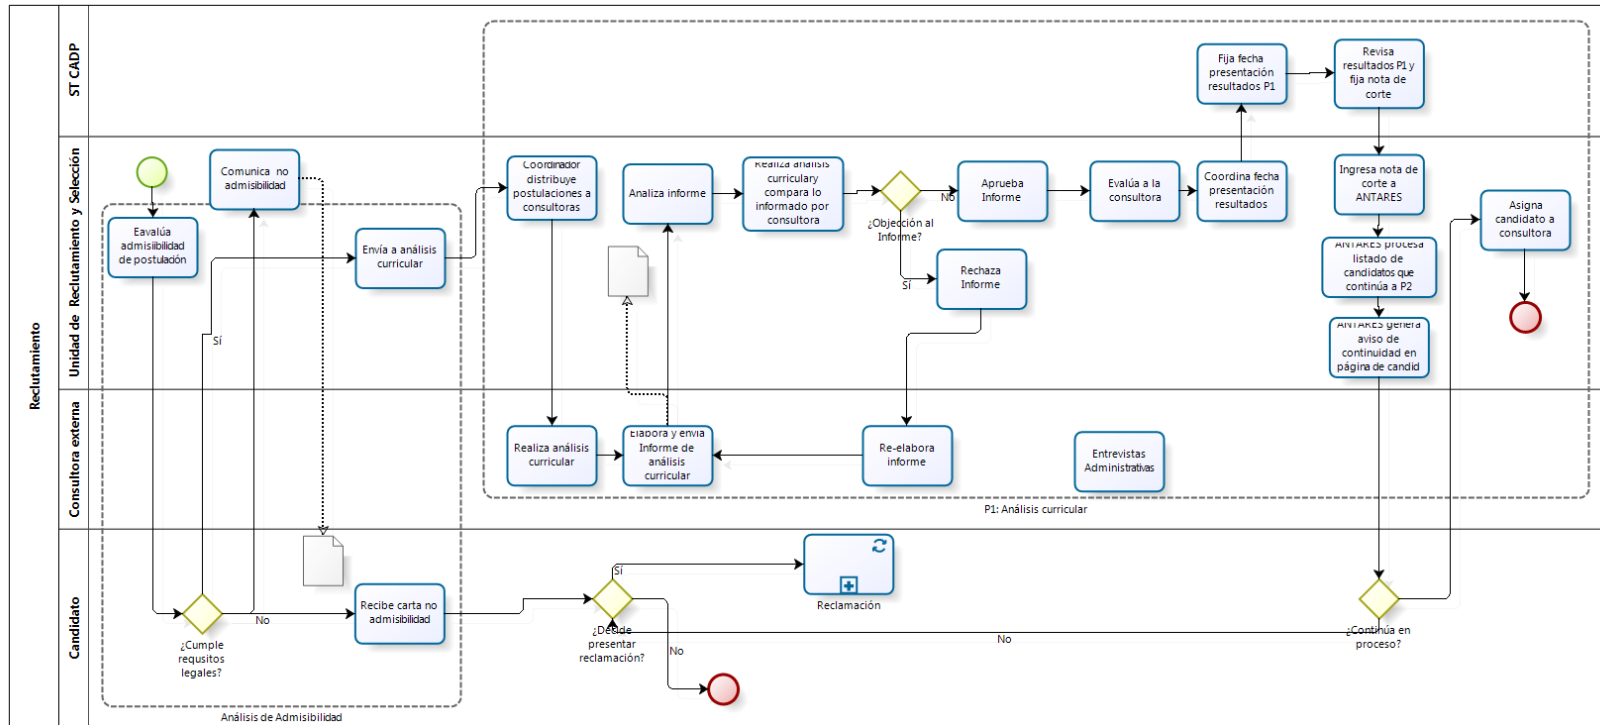 Reclutamiento
ST CADP
Fija fecha
presentación
resultados P1
Revisa
resultados P1 y
fija nota de
corte
Unidad de Reclutamiento y Selección
Comunica no
admisibilidad
Eavalúa
admisiibilidad
de postulación
Envía a análisis
curricular
Sí
Coordinador
distribuye
postulaciones a
consultoras
Analiza informe
Realiza análisis
curriculary
compara lo
informado por
consultora
¿Objeción al
Informe?
No
Sí
Aprueba
Informe
Rechaza
Informe
Evalúa a la
consultora
Coordina fecha
presentación
resultados
Ingresa nota de
corte a
ANTARES
ANTARES procesa
listado de
candidatos que
continúa a P2
ANTARES genera
aviso de
continuidad en
página de candid
Asigna
candidato a
consultora
Consultora externa
Realiza análisis
curricular
Elabora y envía
Informe de
análisis
curricular
Re-elabora
informe
Entrevistas
Administrativas
P1: Análisis curricular
Candidato
¿Cumple
requsitos
legales?
No
Recibe carta no
admisibilidad
¿Decide
presentar
reclamación?
Sí
No
Reclamación
No
¿Continúa en
proceso?
Análisis de Admisibilidad